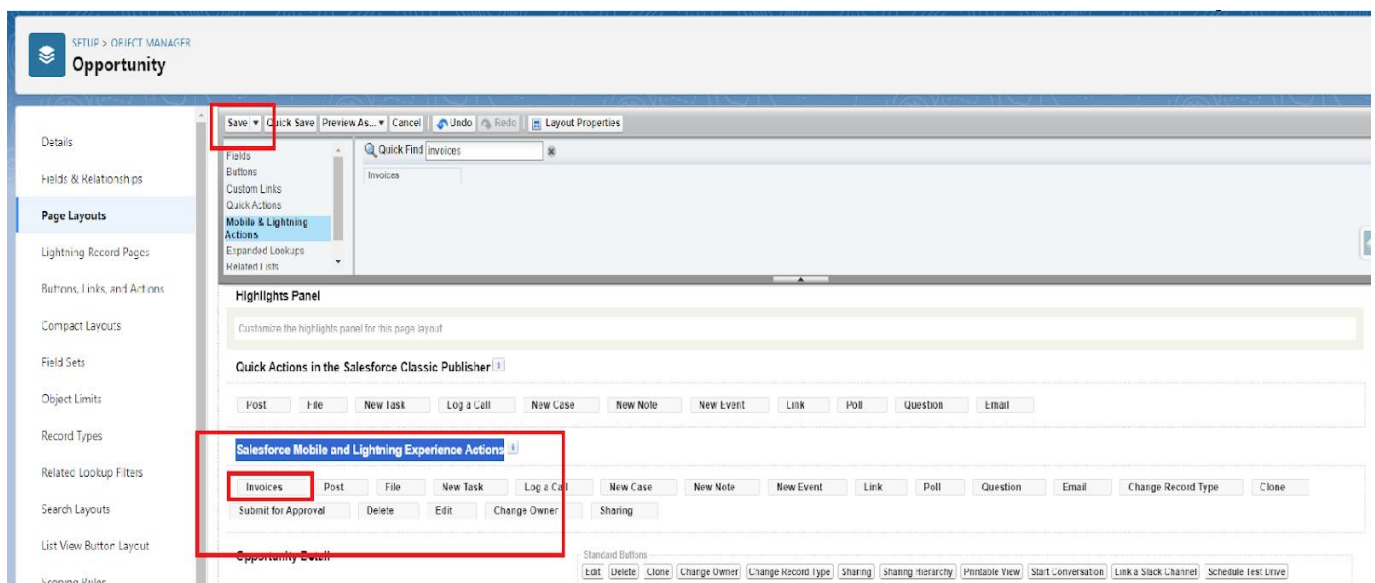 SETUP > OBJECT MANAGER
Opportunity
Details
Fields & Relationships
Page Layouts
Lightning Record Pages
Buttons, Links, and Actions
Compact Layouts
Field Sets
Object Limits
Record Types
Related Lookup Filters
Search Layouts
List View Button Layout
Scoping Rules
Save Quick Save Preview As... Cancel Undo Redo Layout Properties
Fields
Buttons
Custom Links
Quick Actions
Mobile & Lightning
Actions
Expanded Lookups
Related Lists
Quick Find invoices
Invoices
Highlights Panel
Customize the highlights panel for this page layout
Quick Actions in the Salesforce Classic Publisher i
Post File New Task Log a Call New Case New Note New Event Link Poll Question Email
Salesforce Mobile and Lightning Experience Actions i
Invoices Post File New Task Log a Call New Case New Note New Event Link Poll Question Email Change Record Type Clone
Submit for Approval Delete Edit Change Owner Sharing
Opportunity Detail
Standard Buttons
Edit Delete Clone Change Owner Change Record Type Sharing Sharing Hierarchy Printable View Start Conversation Link a Slack Channel Schedule Test Drive